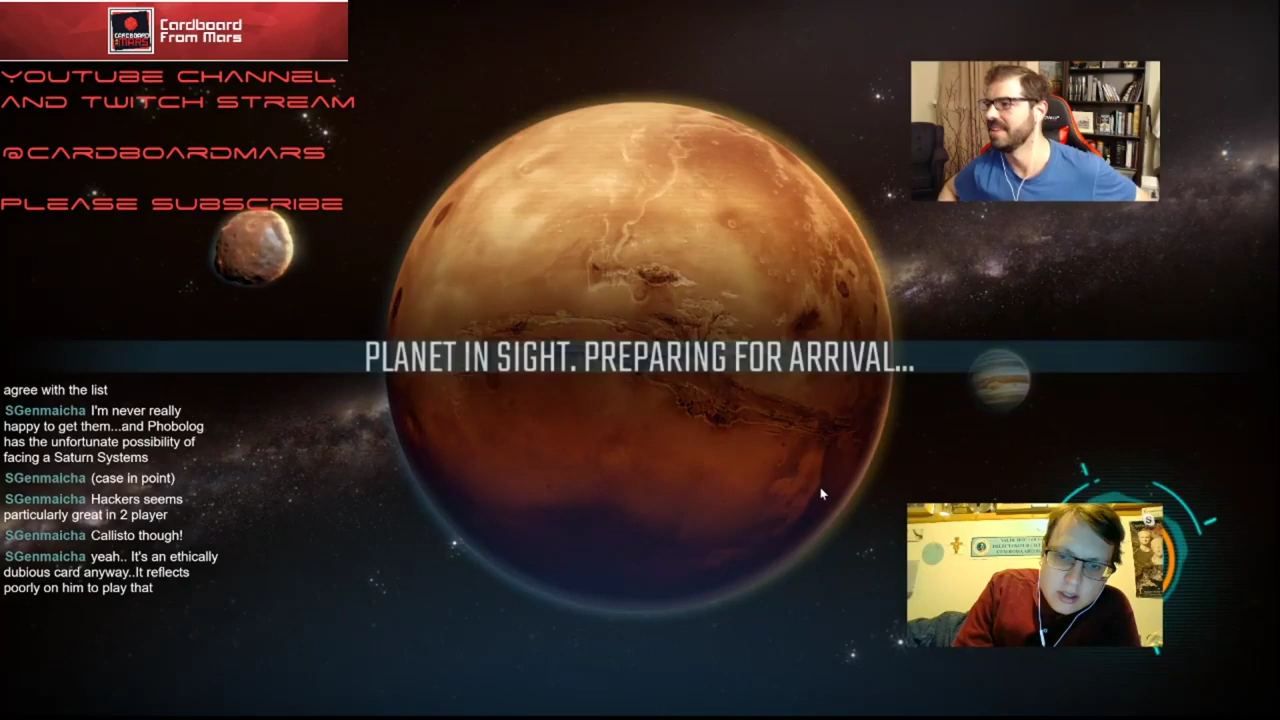 Cardboard
From Mars
CARDBOARD
MARS
YOUTUBE CHANNEL
AND TWITCH STREAM
@CARDBOARDMARS
PLEASE SUBSCRIBE
PLANET IN SIGHT. PREPARING FOR ARRIVAL...
agree with the list
SGenmaicha I'm never really
happy to get them...and Phobolog
has the unfortunate possibility of
facing a Saturn Systems
SGenmaicha (case in point)
SGenmaicha Hackers seems
particularly great in 2 player
SGenmaicha Callisto though!
SGenmaicha yeah.. It's an ethically
dubious card anyway..It reflects
poorly on him to play that